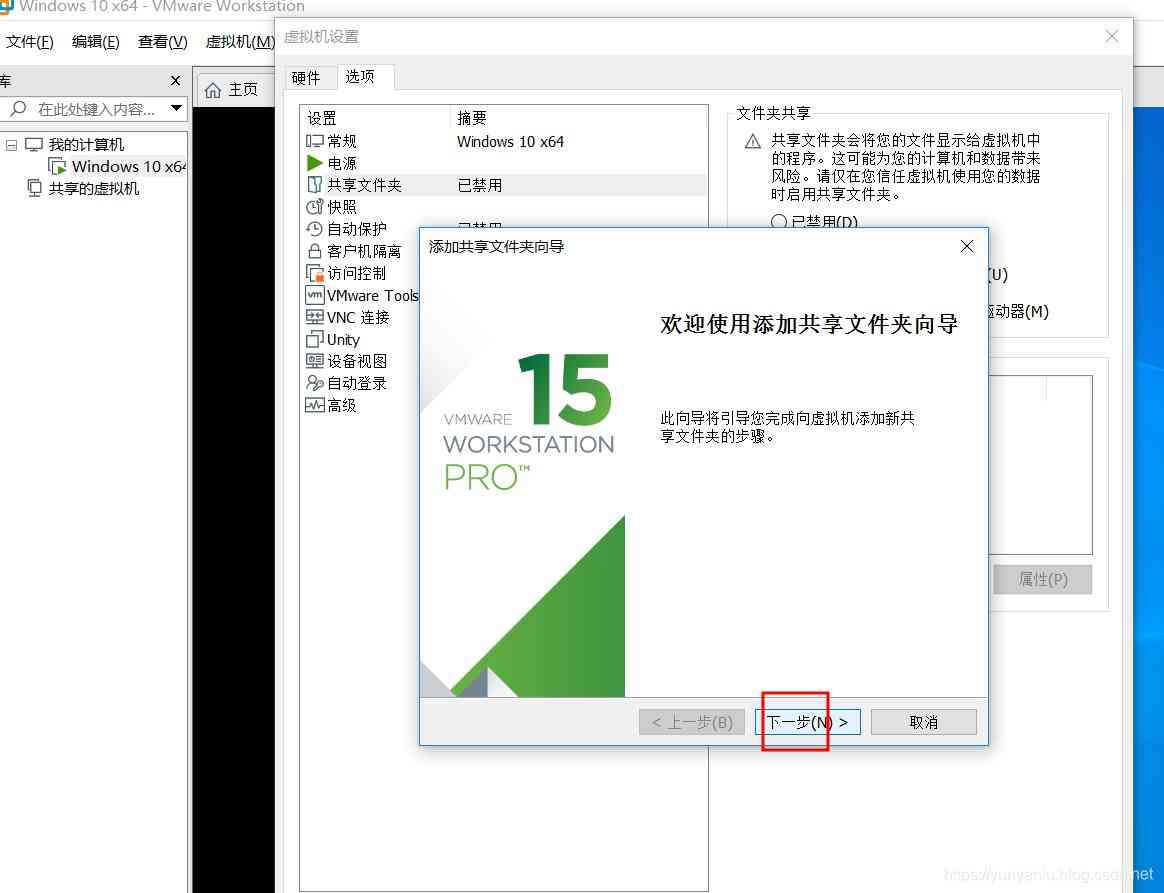 Windows 10 x64 - VMware Workstation
文件(F) 编辑(E) 查看(V) 虚拟机(M)
虚拟机设置
库
在此处键入内容...
主页
我的计算机
Windows 10 x64
共享的虚拟机
硬件 选项
设置 摘要
常规 Windows 10 x64
电源
共享文件夹 已禁用
快照
自动保护 已禁用
客户机隔离
访问控制
VMware Tools
VNC 连接
Unity
设备视图
自动登录
高级
文件夹共享
共享文件夹会将您的文件显示给虚拟机中
的程序。这可能为您的计算机和数据带来
风险。请仅在您信任虚拟机使用您的数据
时启用共享文件夹。
已禁用(D)
(U)
动器(M)
属性(P)
添加共享文件夹向导
欢迎使用添加共享文件夹向导
15
VMWARE
WORKSTATION
PRO™
此向导将引导您完成向虚拟机添加新共
享文件夹的步骤。
< 上一步(B) 下一步(N) > 取消